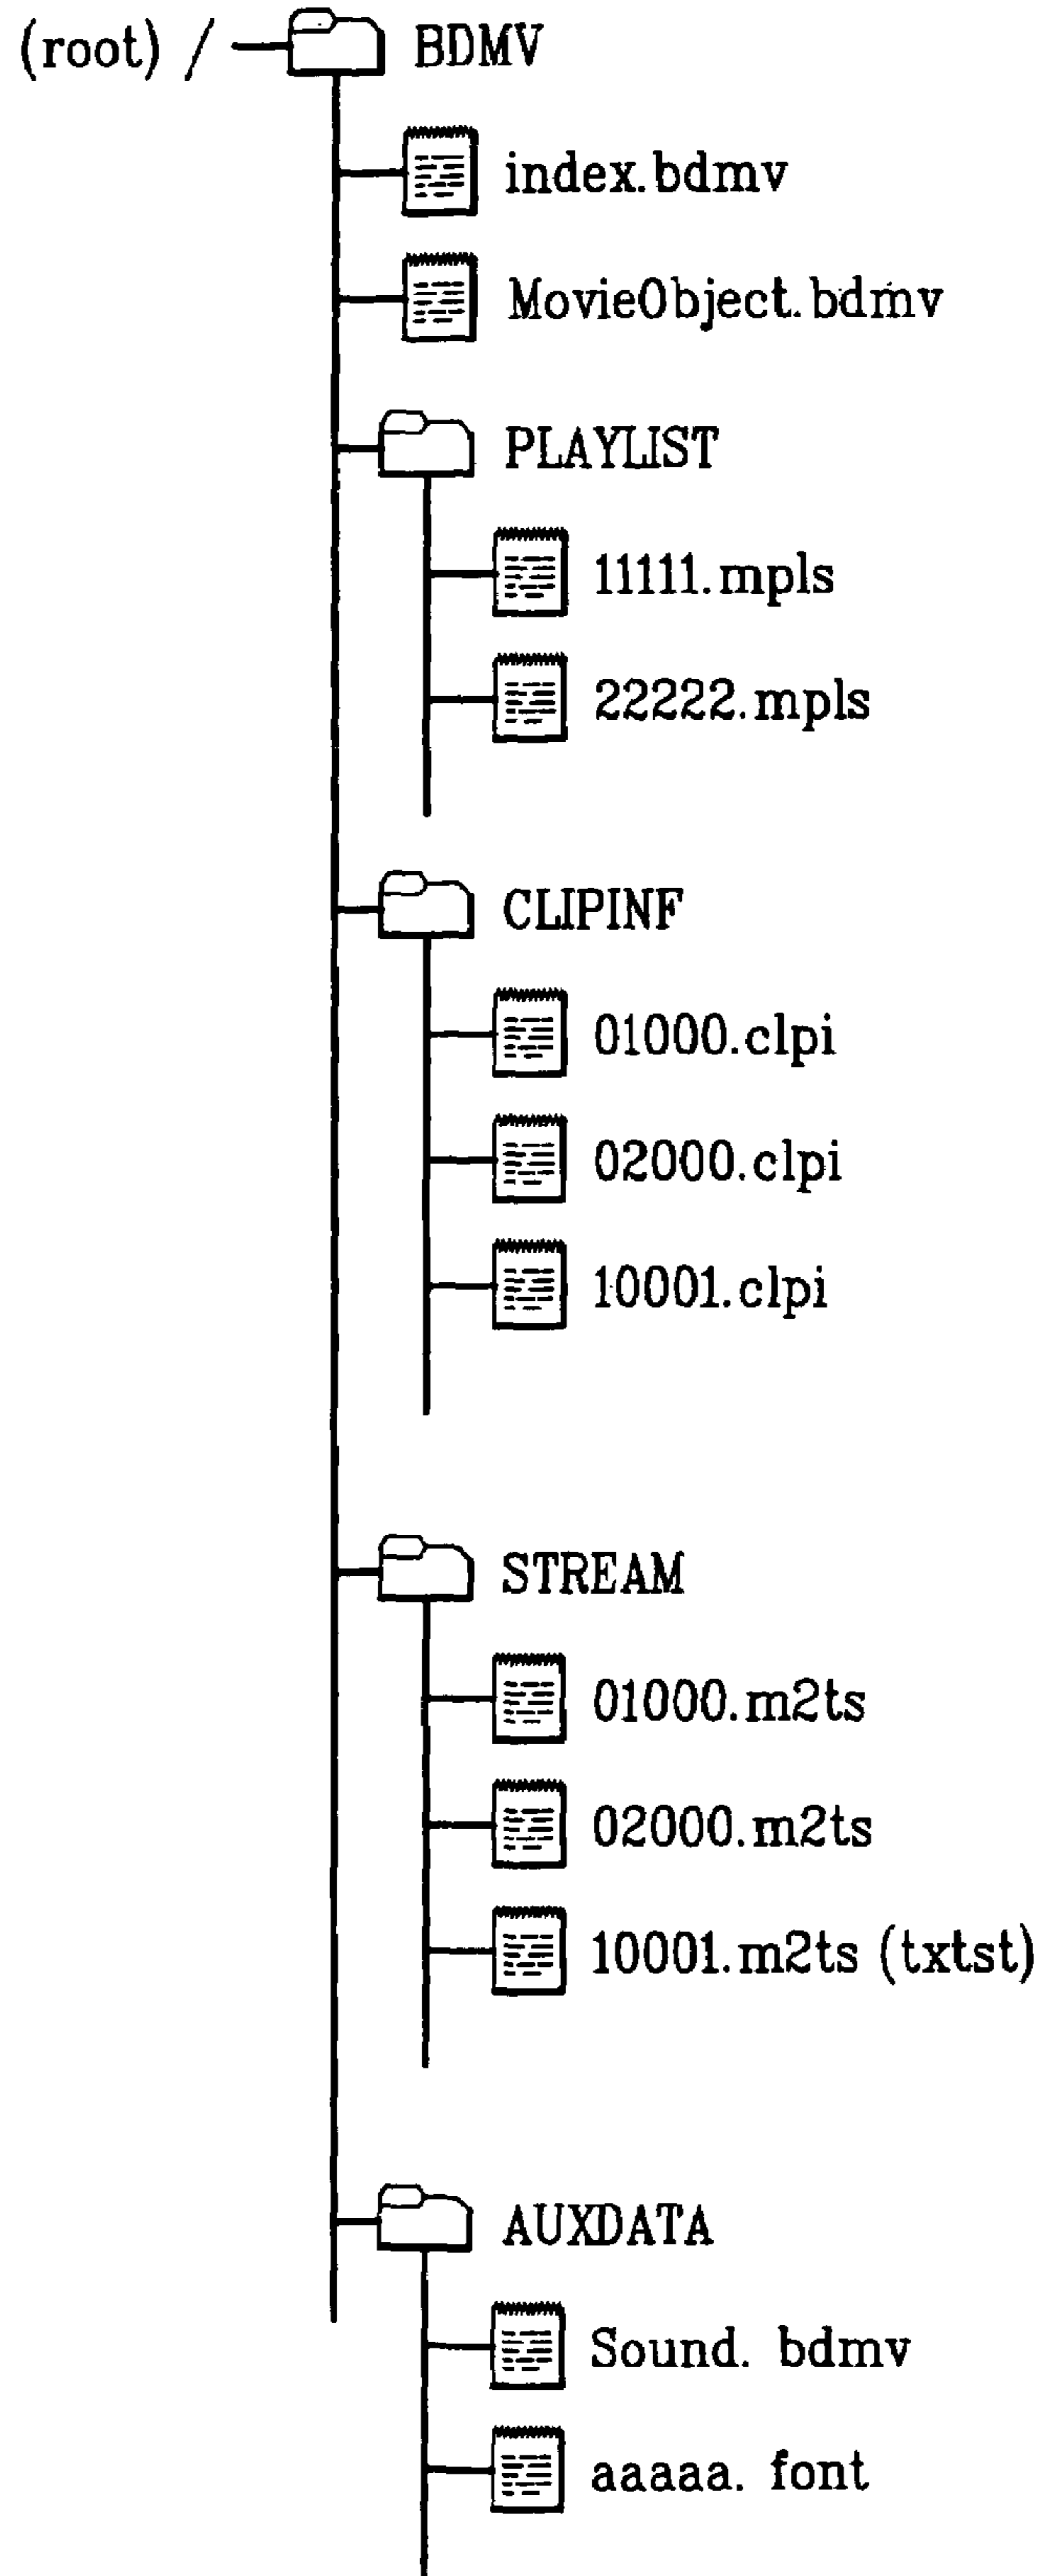 (root) / BDMV
index.bdmv
MovieObject.bdmv
PLAYLIST
11111.mpls
22222.mpls
CLIPINF
01000.clpi
02000.clpi
10001.clpi
STREAM
01000.m2ts
02000.m2ts
10001.m2ts (txtst)
AUXDATA
Sound. bdmv
aaaaa. font